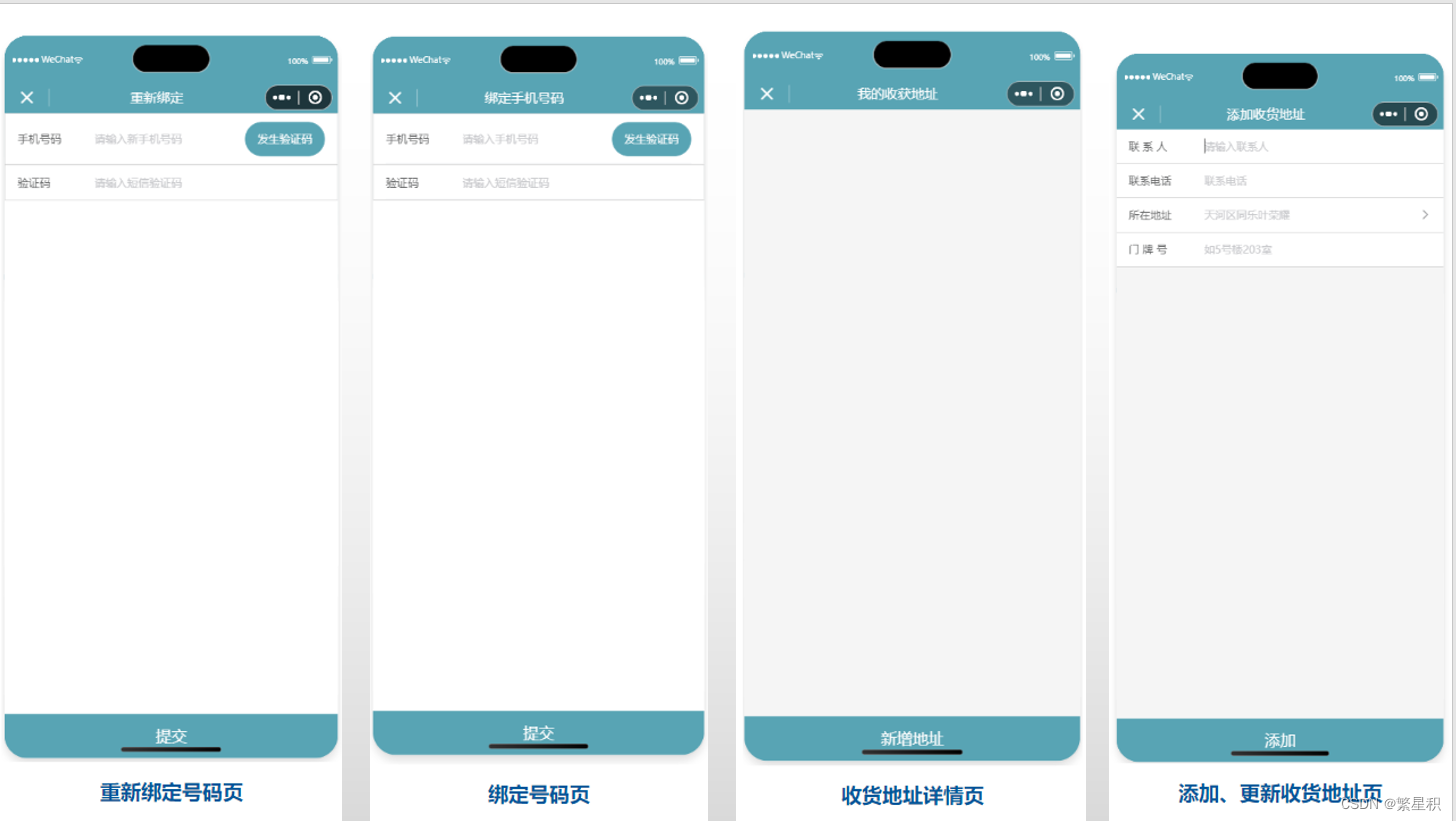 WeChat 100%
重新绑定
手机号码 请输入新手机号码 发生验证码
验证码 请输入短信验证码
提交
重新绑定号码页
WeChat 100%
绑定手机号码
手机号码 请输入手机号码 发生验证码
验证码 请输入短信验证码
提交
绑定号码页
WeChat 100%
我的收获地址
新增地址
收货地址详情页
WeChat 100%
添加收货地址
联 系 人 请输入联系人
联系电话 联系电话
所在地址 天河区同乐叶荣耀
门 牌 号 如5号楼203室
添加
添加、更新收货地址页
CSDN @繁星积